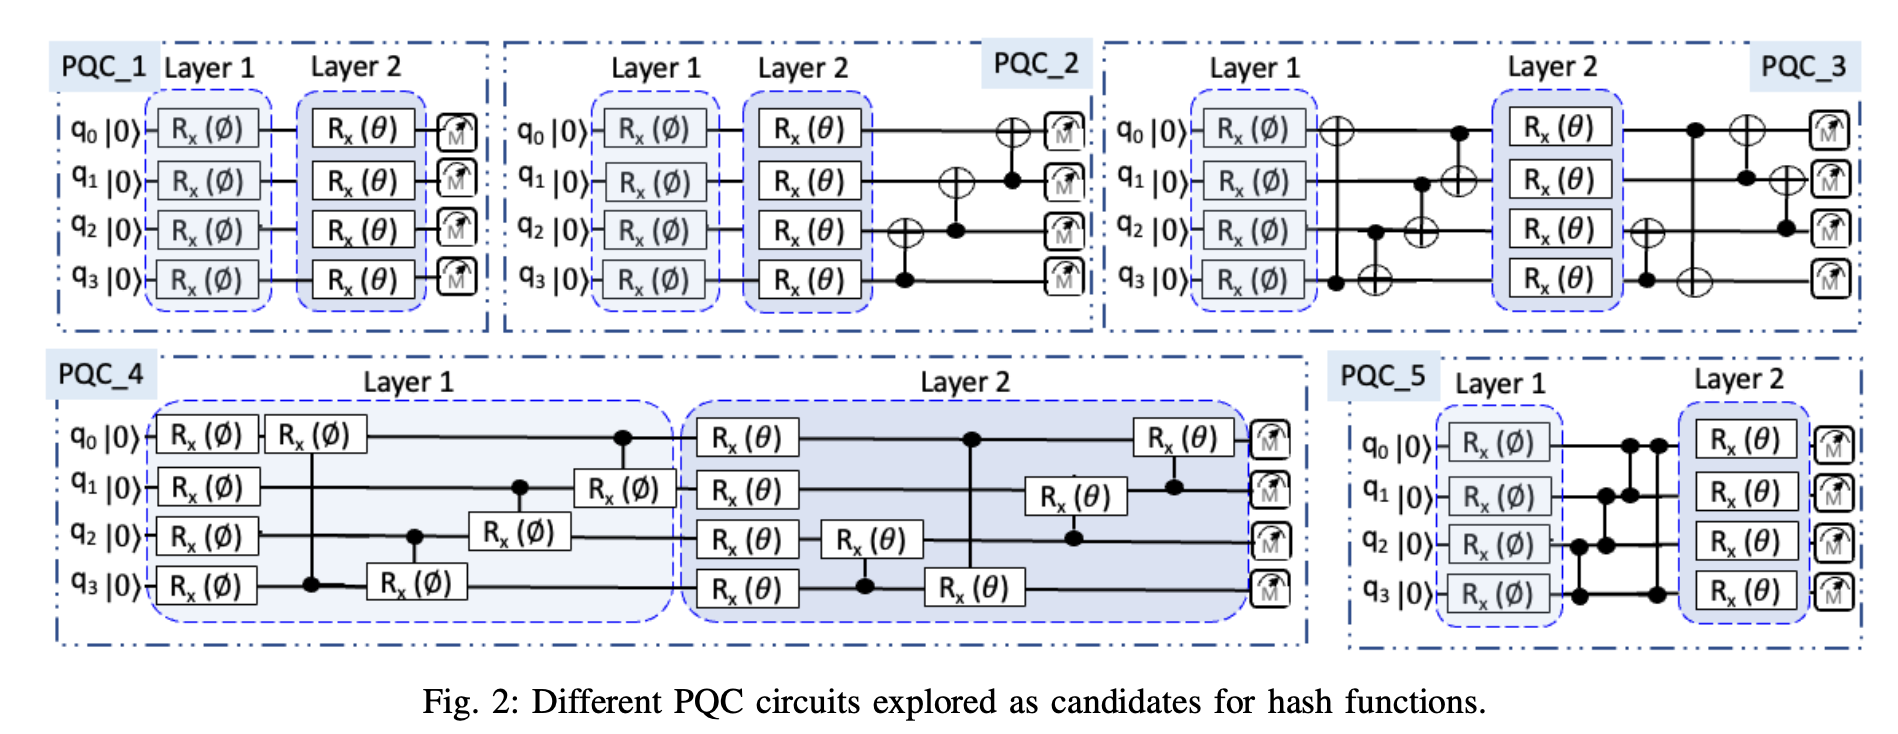 PQC_1 Layer 1 Layer 2
q0 |0⟩ Rx (Ø) Rx (θ) M
q1 |0⟩ Rx (Ø) Rx (θ) M
q2 |0⟩ Rx (Ø) Rx (θ) M
q3 |0⟩ Rx (Ø) Rx (θ) M
Layer 1 Layer 2 PQC_2
q0 |0⟩ Rx (Ø) Rx (θ) M
q1 |0⟩ Rx (Ø) Rx (θ) M
q2 |0⟩ Rx (Ø) Rx (θ) M
q3 |0⟩ Rx (Ø) Rx (θ) M
Layer 1 Layer 2 PQC_3
q0 |0⟩ Rx (Ø) Rx (θ) M
q1 |0⟩ Rx (Ø) Rx (θ) M
q2 |0⟩ Rx (Ø) Rx (θ) M
q3 |0⟩ Rx (Ø) Rx (θ) M
PQC_4 Layer 1 Layer 2
q0 |0⟩ Rx (Ø) Rx (Ø) Rx (θ) Rx (θ) M
q1 |0⟩ Rx (Ø) Rx (Ø) Rx (θ) Rx (θ) M
q2 |0⟩ Rx (Ø) Rx (Ø) Rx (θ) Rx (θ) M
q3 |0⟩ Rx (Ø) Rx (Ø) Rx (θ) Rx (θ) M
PQC_5 Layer 1 Layer 2
q0 |0⟩ Rx (Ø) Rx (θ) M
q1 |0⟩ Rx (Ø) Rx (θ) M
q2 |0⟩ Rx (Ø) Rx (θ) M
q3 |0⟩ Rx (Ø) Rx (θ) M
Fig. 2: Different PQC circuits explored as candidates for hash functions.